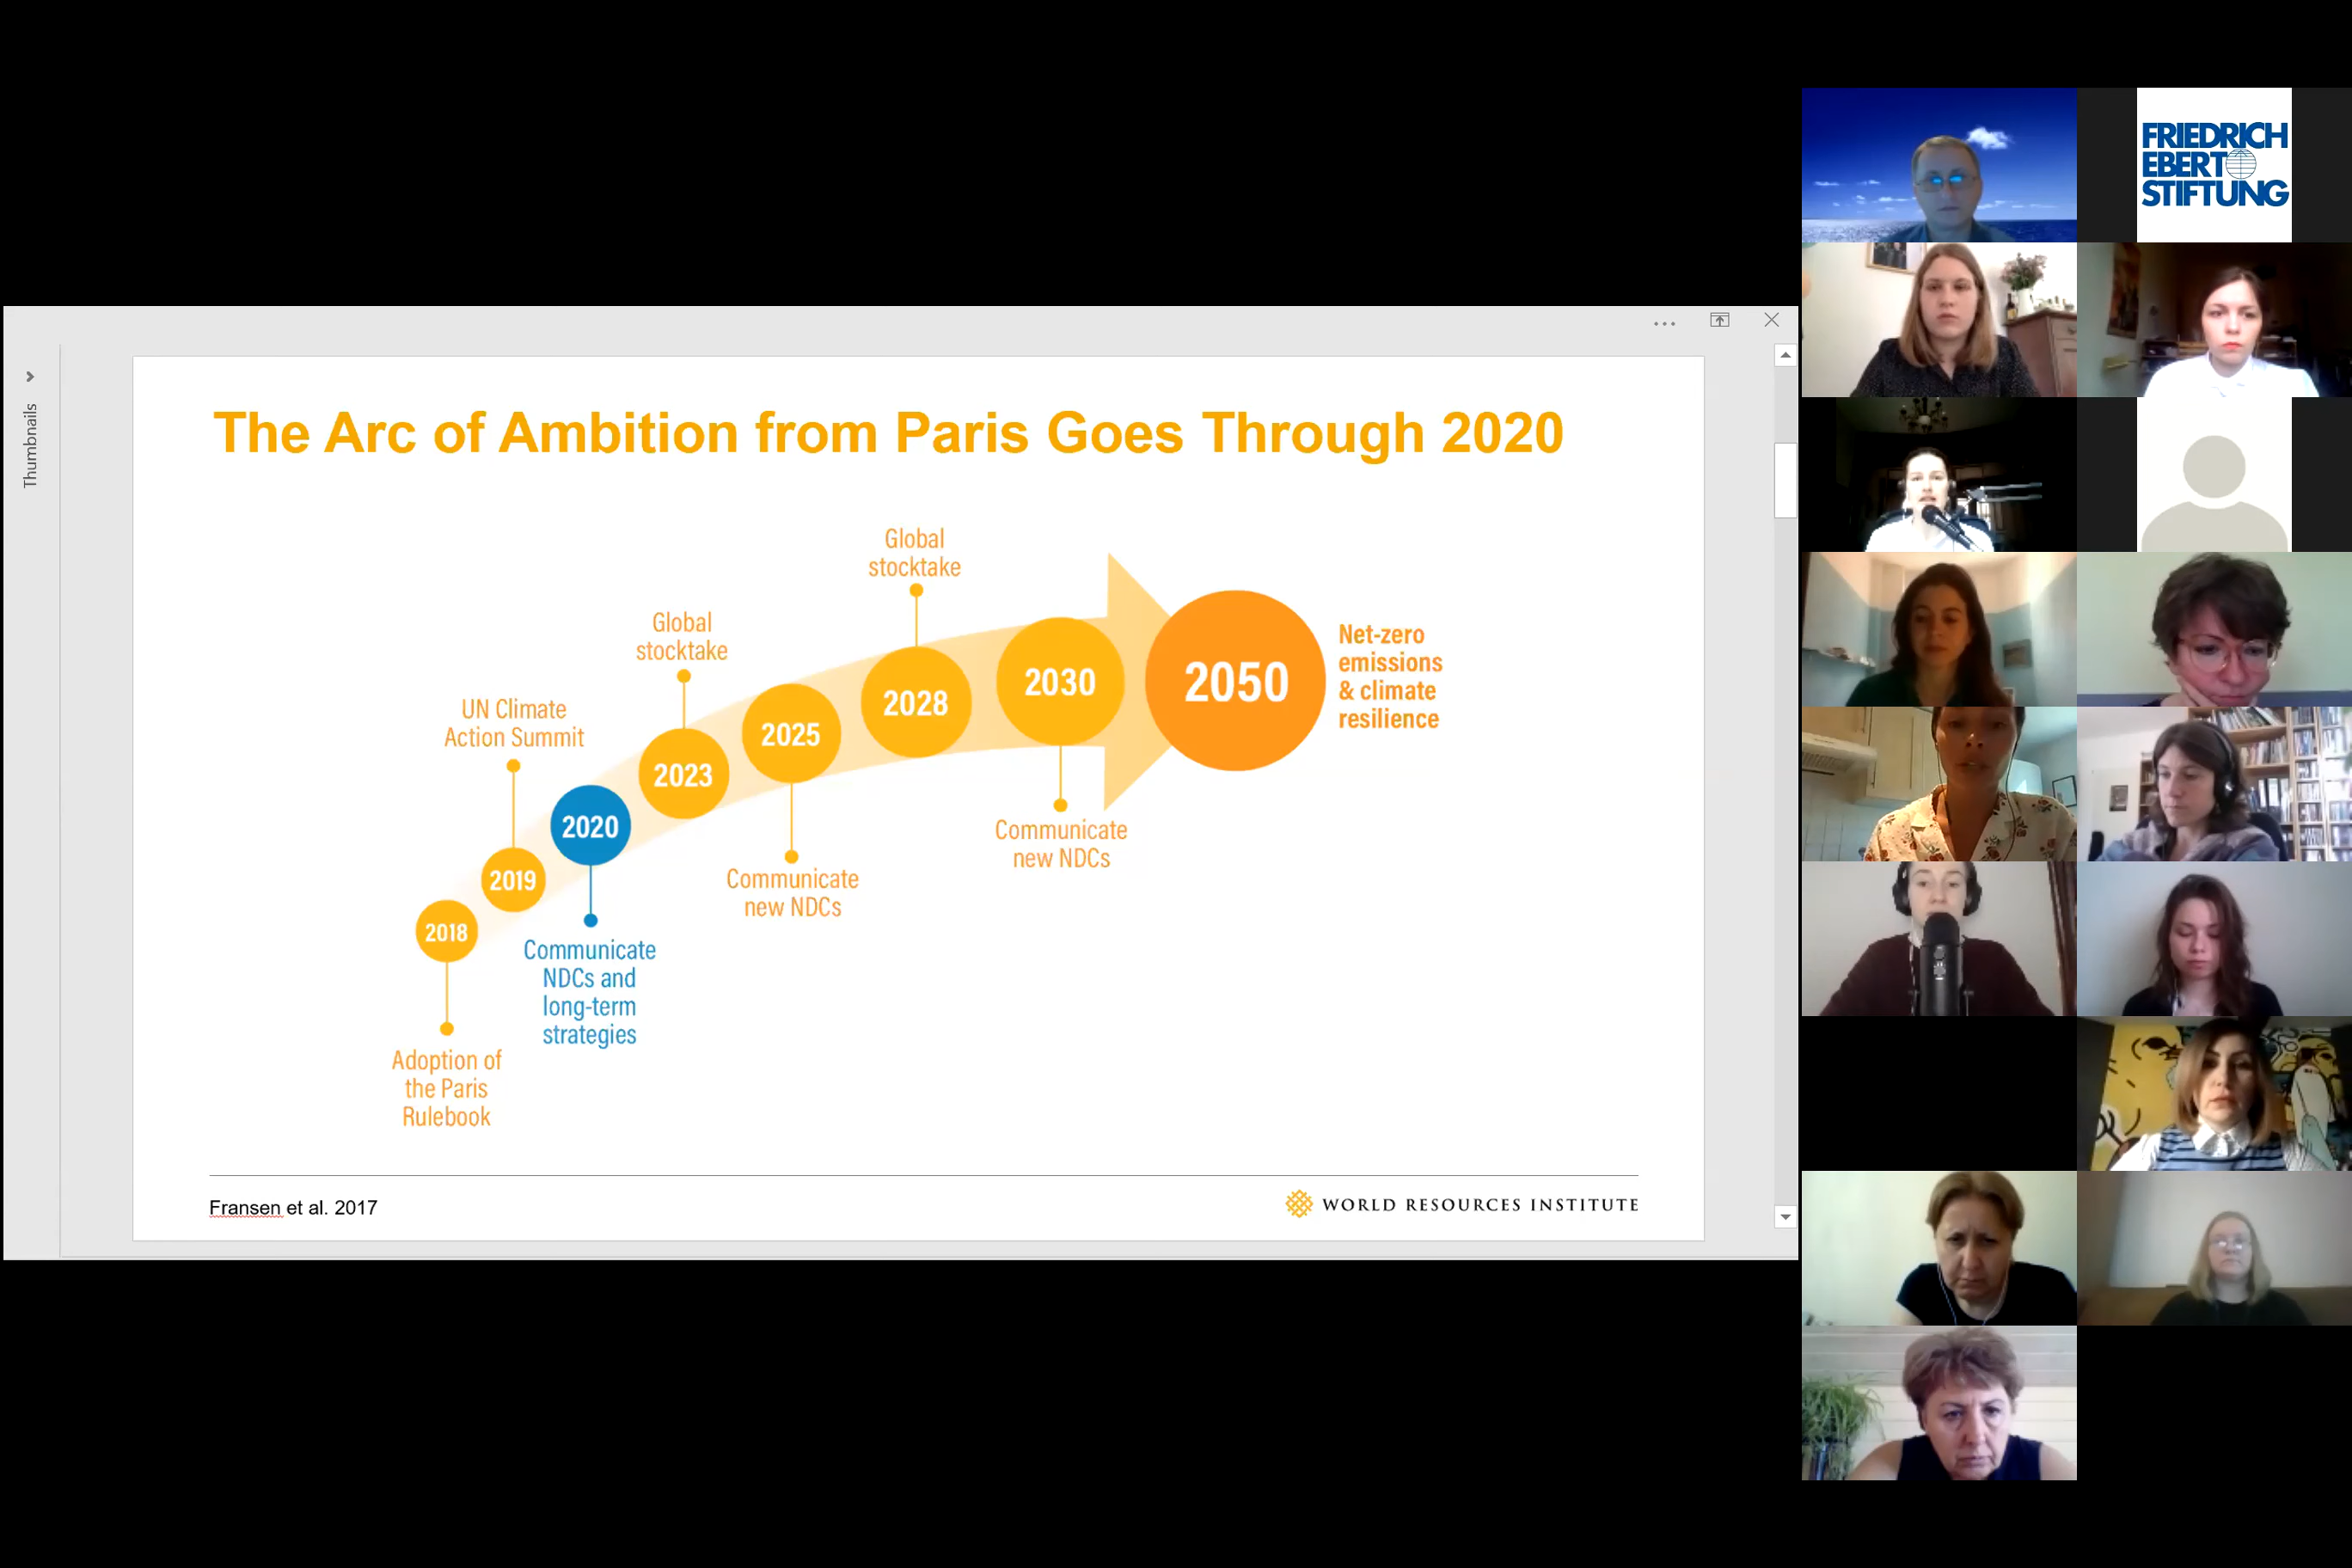 Thumbnails
The Arc of Ambition from Paris Goes Through 2020
Global
stocktake
Global
stocktake
UN Climate
Action Summit
2018
2019
2020
2023
2025
2028
2030
2050
Net-zero
emissions
& climate
resilience
Communicate
new NDCs
Communicate
new NDCs
Communicate
NDCs and
long-term
strategies
Adoption of
the Paris
Rulebook
Fransen et al. 2017
WORLD RESOURCES INSTITUTE
FRIEDRICH
EBERT
STIFTUNG